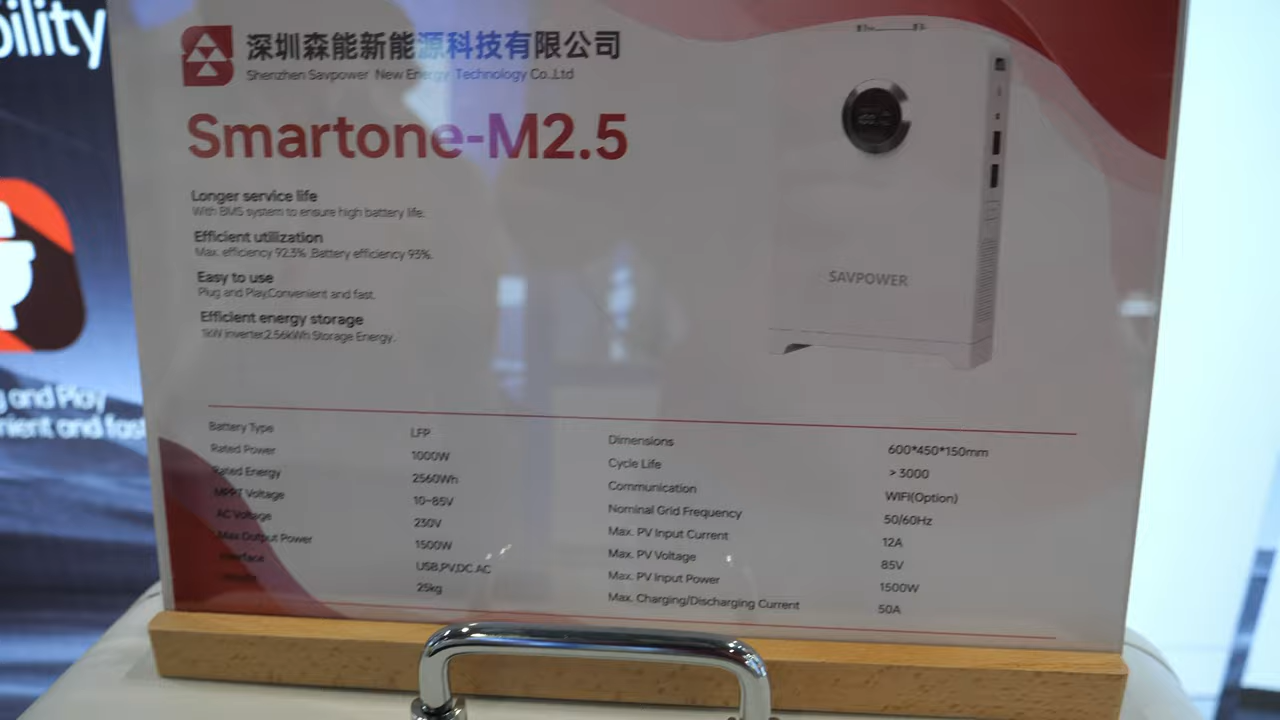 bility
深圳森能新能源科技有限公司
Shenzhen Savpower New Energy Technology Co.,Ltd
Smartone-M2.5
Longer service life
With BMS system to ensure high battery life.
Efficient utilization
Max. efficiency 92.3% ,Battery efficiency 93%.
Easy to use
Plug and Play,Convenient and fast.
Efficient energy storage
1kW inverter,2.56kWh Storage Energy.
SAVPOWER
g and Play
nient and fast
Battery Type LFP
Rated Power 1000W
Rated Energy 2560Wh
MPPT Voltage 10~85V
AC Voltage 230V
Max Output Power 1500W
Interface USB,PV,DC.AC
25kg
Dimensions 600*450*150mm
Cycle Life > 3000
Communication WIFI(Option)
Nominal Grid Frequency 50/60Hz
Max. PV Input Current 12A
Max. PV Voltage 85V
Max. PV Input Power 1500W
Max. Charging/Discharging Current 50A